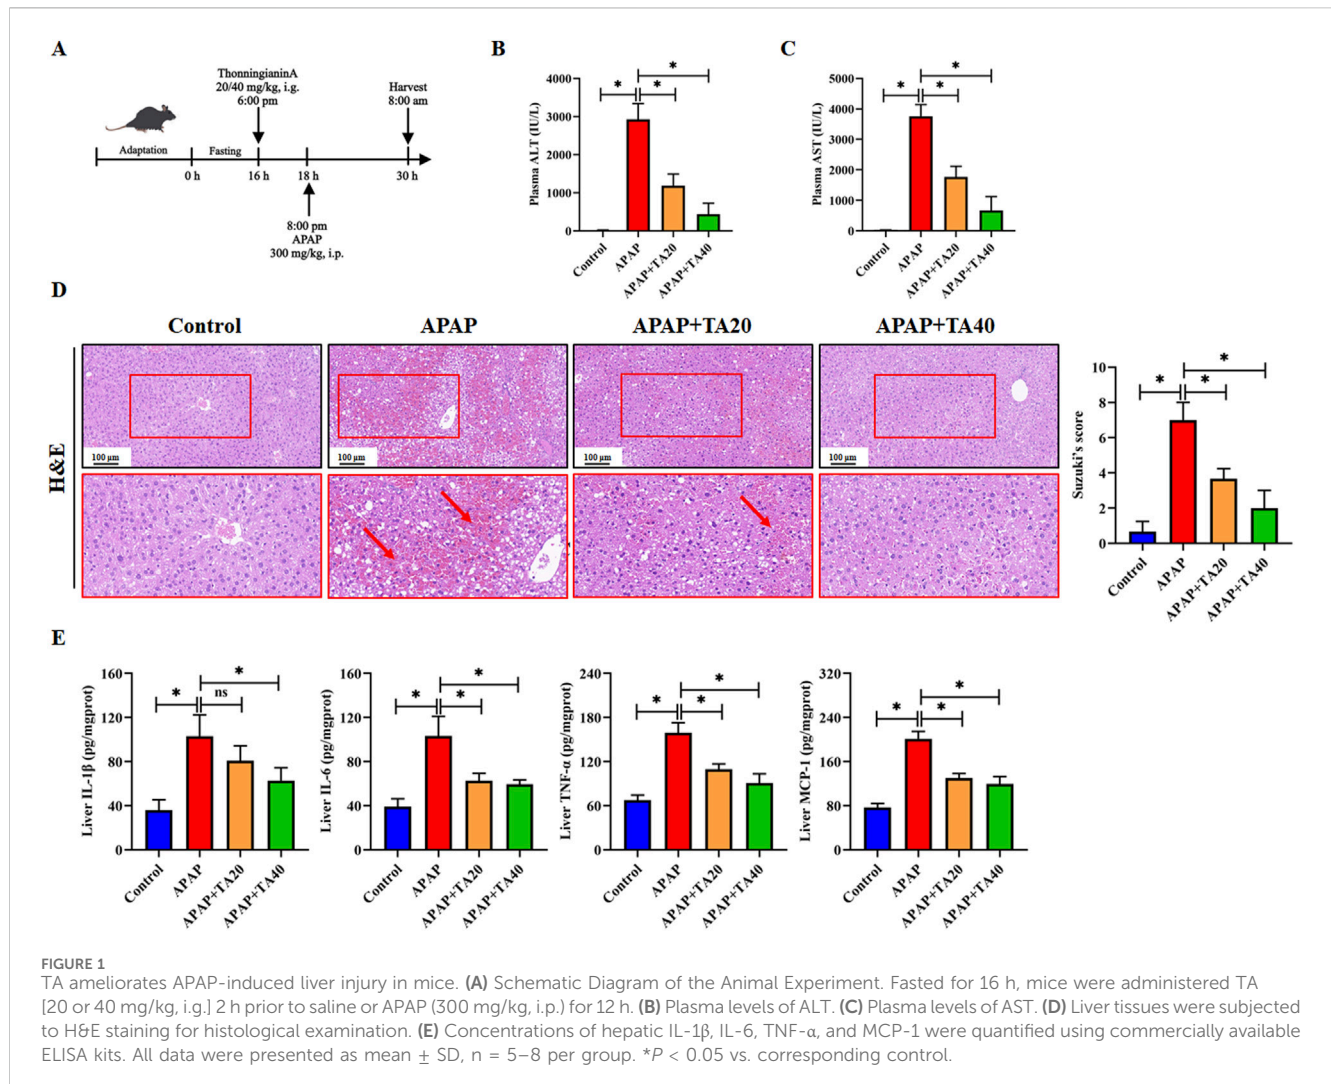 A
ThonningianinA
20/40 mg/kg, i.g.
6:00 pm
Harvest
8:00 am
Adaptation
Fasting
0 h
16 h
18 h
30 h
8:00 pm
APAP
300 mg/kg, i.p.
B
Plasma ALT (IU/L)
4000
3000
2000
1000
0
* * *
Control
APAP
APAP+TA20
APAP+TA40
C
Plasma AST (IU/L)
5000
4000
3000
2000
1000
0
* * *
Control
APAP
APAP+TA20
APAP+TA40
D
H&E
Control
APAP
APAP+TA20
APAP+TA40
100 μm
100 μm
100 μm
100 μm
Suzuki's score
10
8
6
4
2
0
* * *
Control
APAP
APAP+TA20
APAP+TA40
E
Liver IL-1β (pg/mgprot)
160
120
80
40
0
* ns *
Control
APAP
APAP+TA20
APAP+TA40
Liver IL-6 (pg/mgprot)
160
120
80
40
0
* * *
Control
APAP
APAP+TA20
APAP+TA40
Liver TNF-α (pg/mgprot)
240
180
120
60
0
* * *
Control
APAP
APAP+TA20
APAP+TA40
Liver MCP-1 (pg/mgprot)
320
240
160
80
0
* * *
Control
APAP
APAP+TA20
APAP+TA40
FIGURE 1
TA ameliorates APAP-induced liver injury in mice. (A) Schematic Diagram of the Animal Experiment. Fasted for 16 h, mice were administered TA
[20 or 40 mg/kg, i.g.] 2 h prior to saline or APAP (300 mg/kg, i.p.) for 12 h. (B) Plasma levels of ALT. (C) Plasma levels of AST. (D) Liver tissues were subjected
to H&E staining for histological examination. (E) Concentrations of hepatic IL-1β, IL-6, TNF-α, and MCP-1 were quantified using commercially available
ELISA kits. All data were presented as mean ± SD, n = 5–8 per group. *P < 0.05 vs. corresponding control.